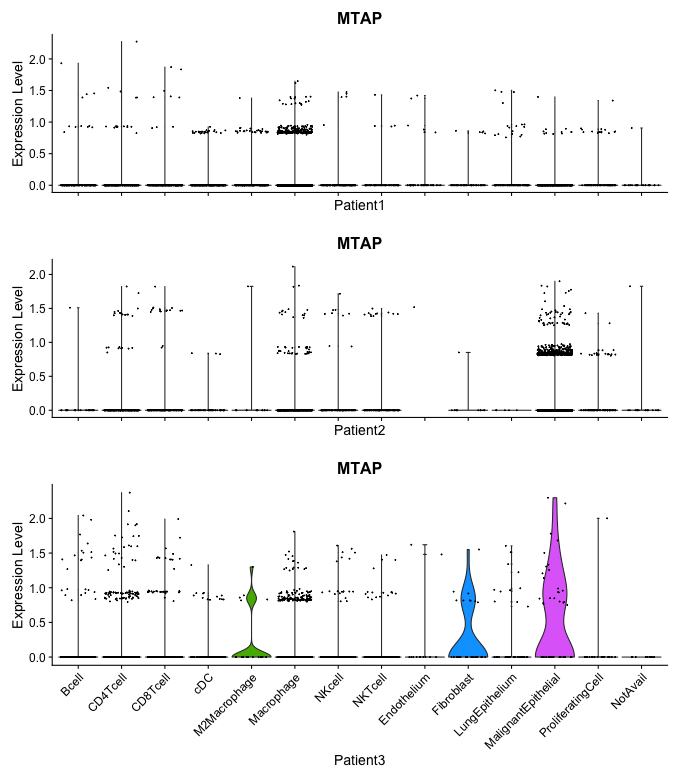 MTAP
Expression Level
2.0
1.5
1.0
0.5
0.0
Patient1
MTAP
Expression Level
2.0
1.5
1.0
0.5
0.0
Patient2
MTAP
Expression Level
2.0
1.5
1.0
0.5
0.0
Bcell
CD4Tcell
CD8Tcell
cDC
M2Macrophage
Macrophage
NKcell
NKTcell
Endothelium
Fibroblast
LungEpithelium
MalignantEpithelial
ProliferatingCell
NotAvail
Patient3